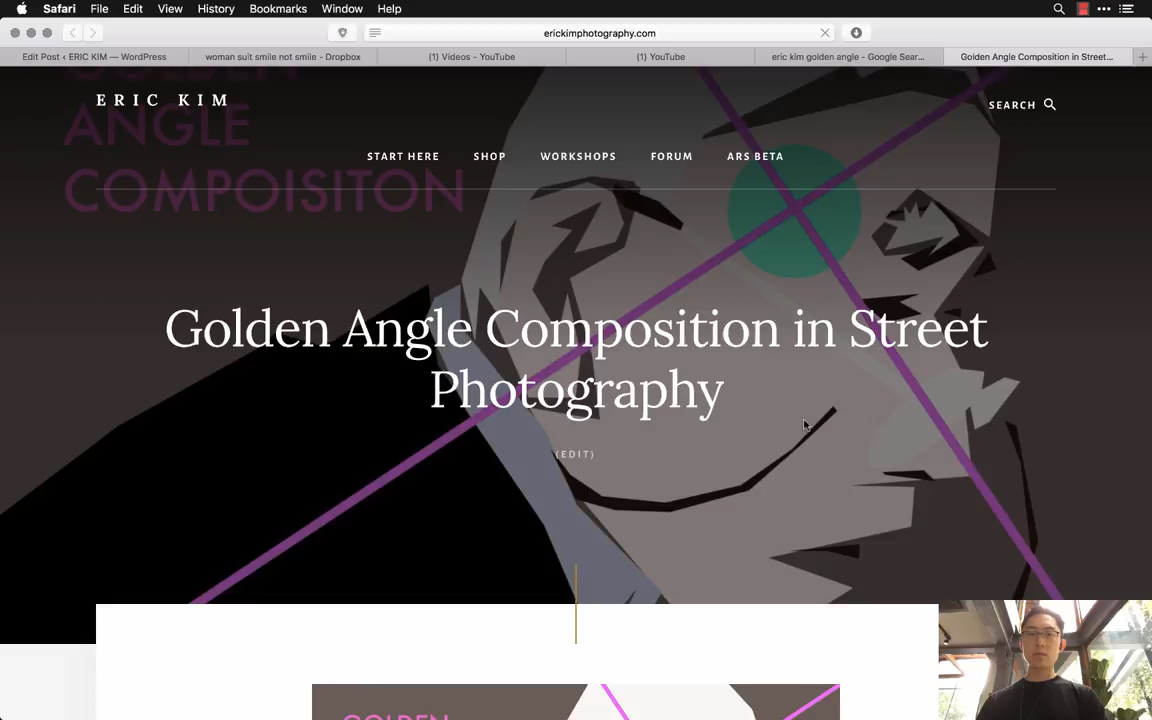 Safari File Edit View History Bookmarks Window Help
erickimphotography.com
Edit Post ‹ ERIC KIM — WordPress
woman suit smile not smile - Dropbox
(1) Videos - YouTube
(1) YouTube
eric kim golden angle - Google Sear...
Golden Angle Composition in Street...
GOLDEN
ANGLE
COMPOISITON
ERIC KIM
SEARCH
START HERE SHOP WORKSHOPS FORUM ARS BETA
Golden Angle Composition in Street
Photography
(EDIT)
GOLDEN